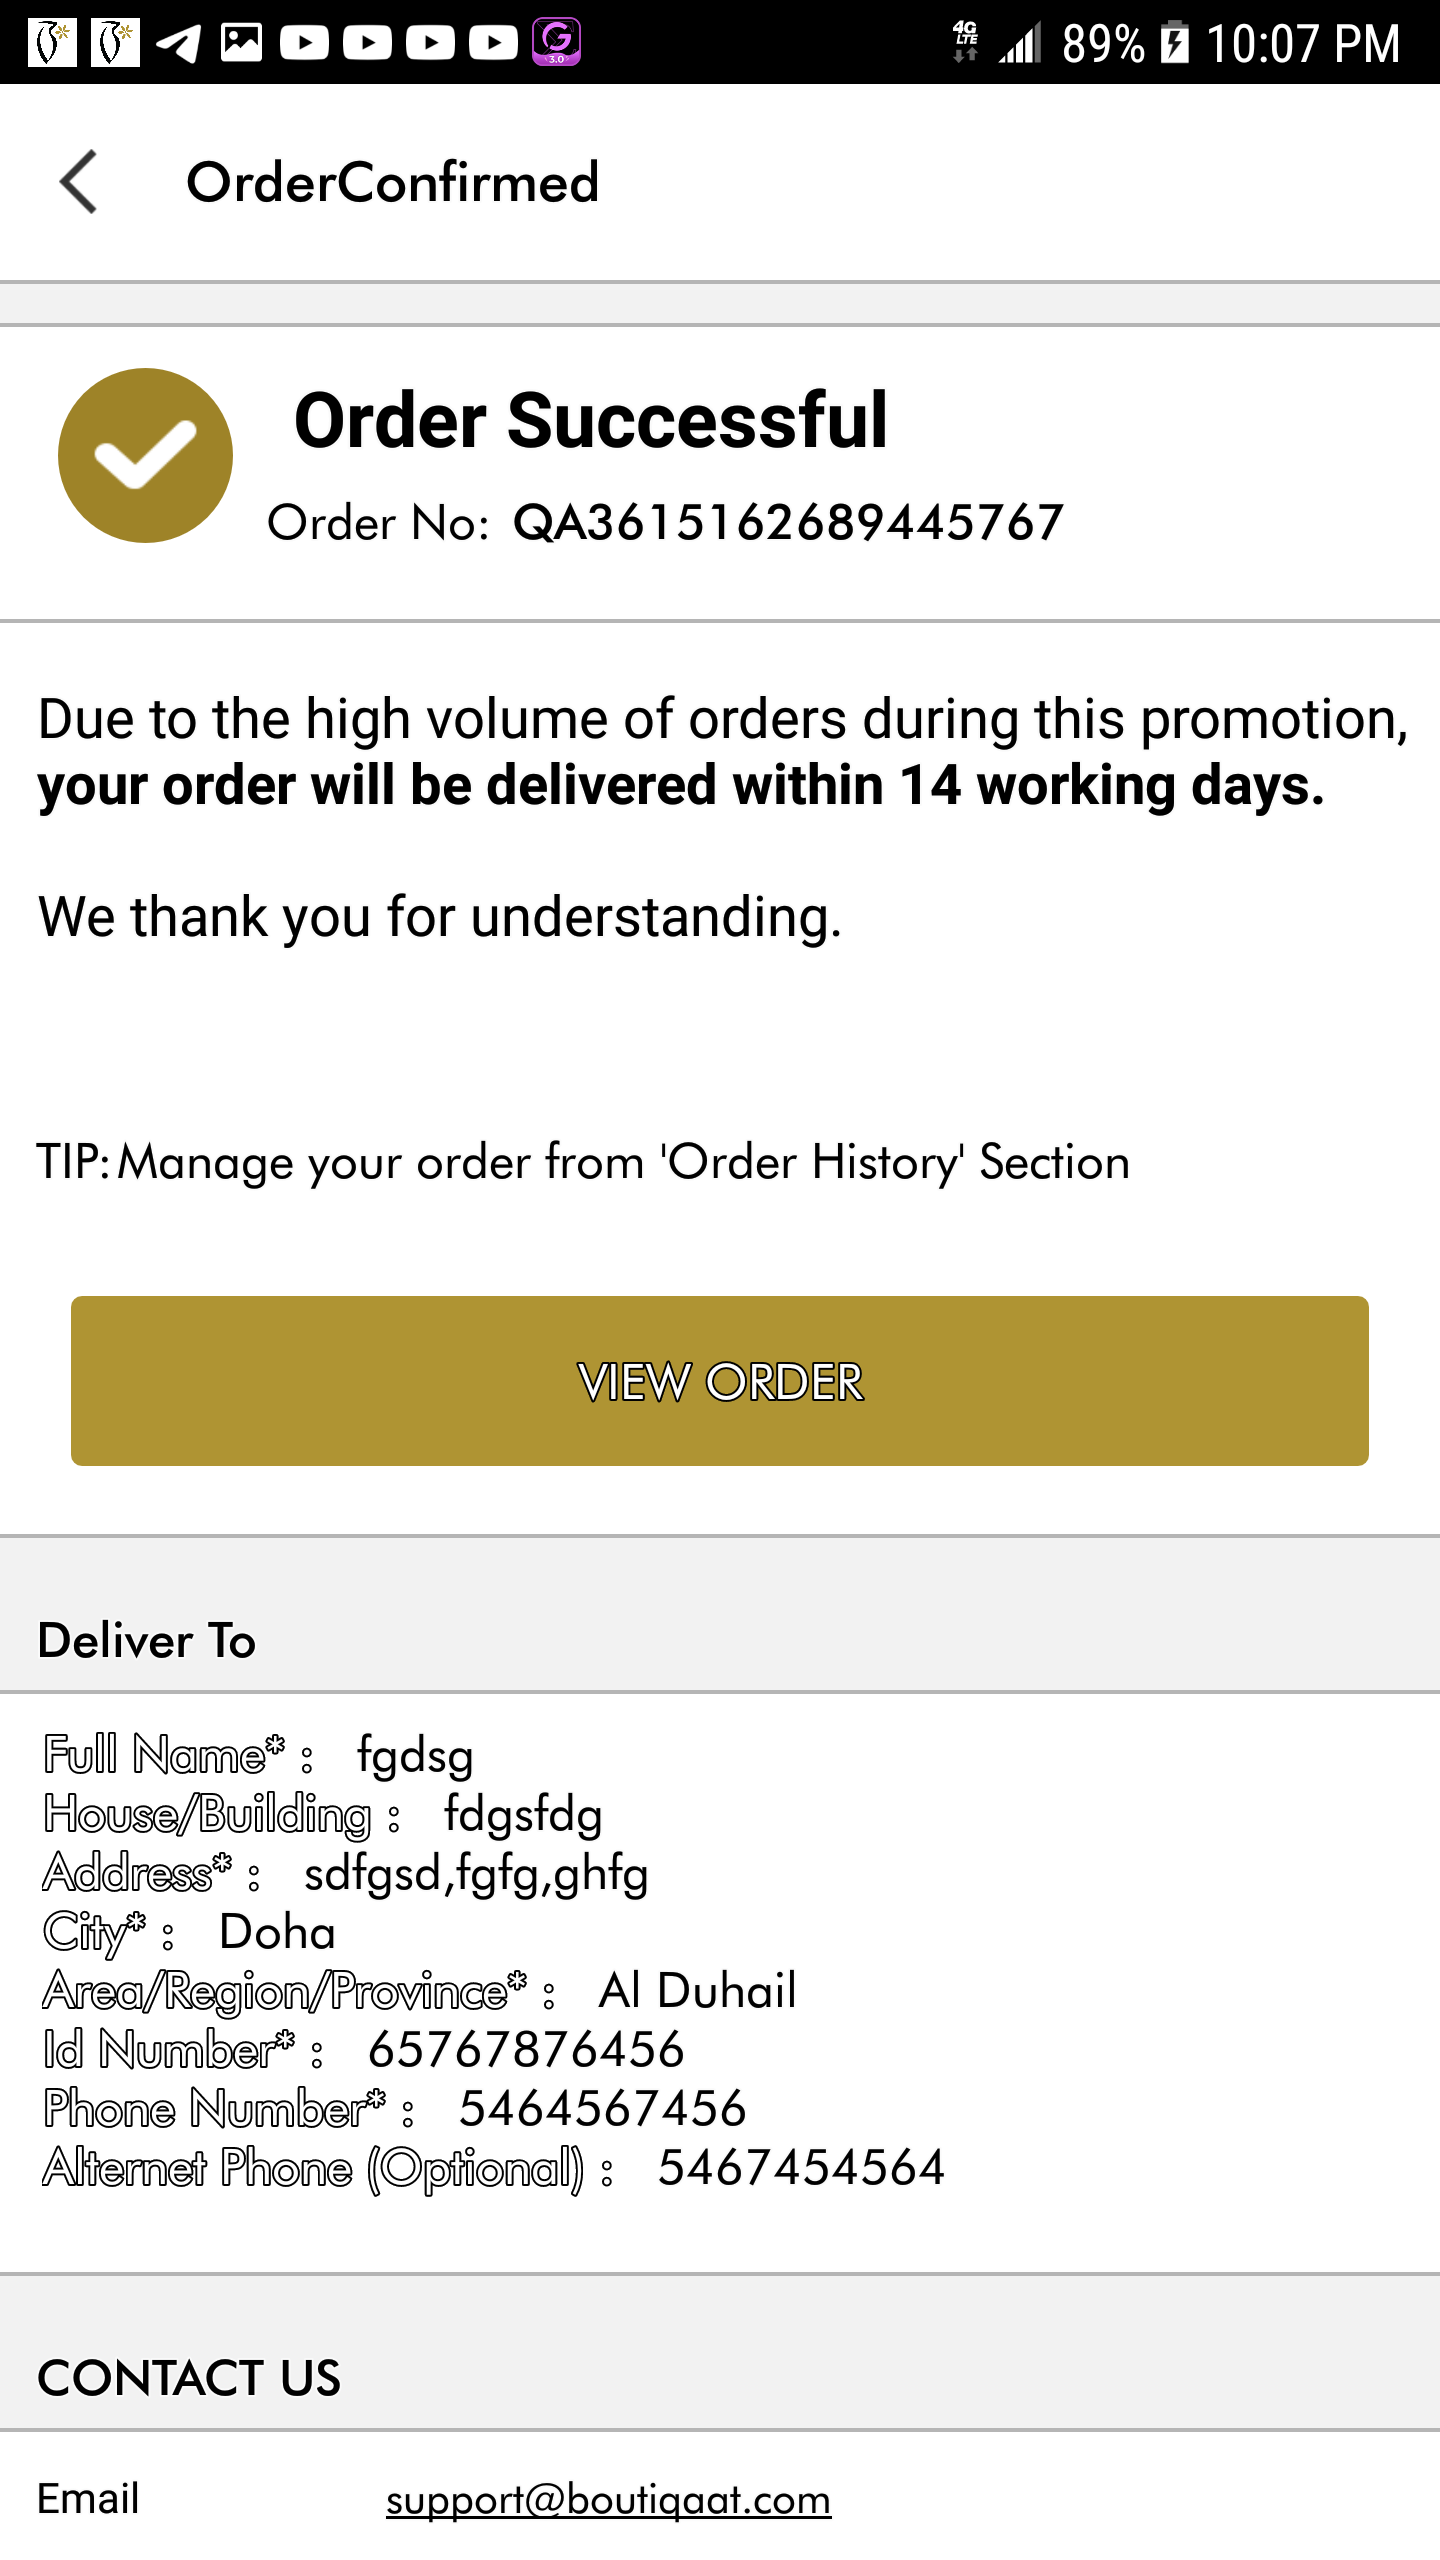 4G LTE 89% 10:07 PM
3.0
OrderConfirmed
Order Successful
Order No: QA3615162689445767
Due to the high volume of orders during this promotion,
your order will be delivered within 14 working days.
We thank you for understanding.
TIP: Manage your order from 'Order History' Section
VIEW ORDER
Deliver To
Full Name* : fgdsg
House/Building : fdgsfdg
Address* : sdfgsd,fgfg,ghfg
City* : Doha
Area/Region/Province* : Al Duhail
Id Number* : 65767876456
Phone Number* : 5464567456
Alternet Phone (Optional) : 5467454564
CONTACT US
Email support@boutiqaat.com